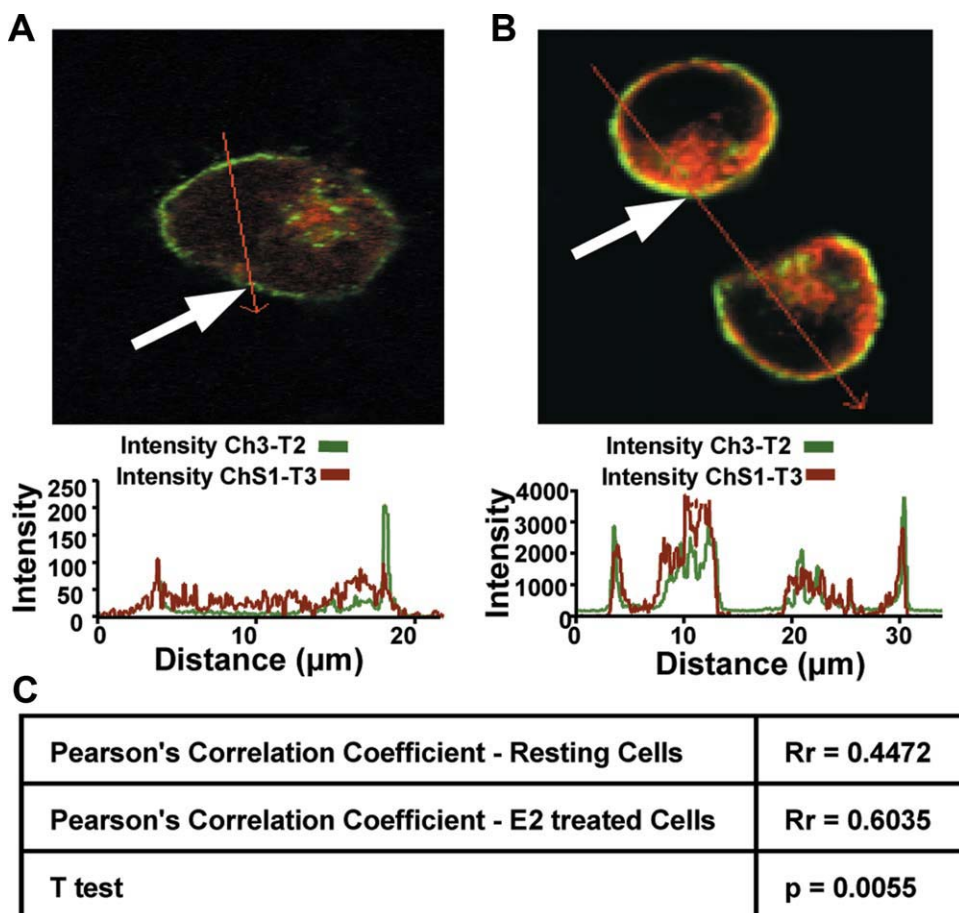 A
B
Intensity Ch3-T2
Intensity ChS1-T3
Intensity
250
200
150
100
50
0
0 10 20
Distance (µm)
Intensity Ch3-T2
Intensity ChS1-T3
Intensity
4000
3000
2000
1000
0
0 10 20 30
Distance (µm)
C
Pearson's Correlation Coefficient - Resting Cells Rr = 0.4472
Pearson's Correlation Coefficient - E2 treated Cells Rr = 0.6035
T test p = 0.0055